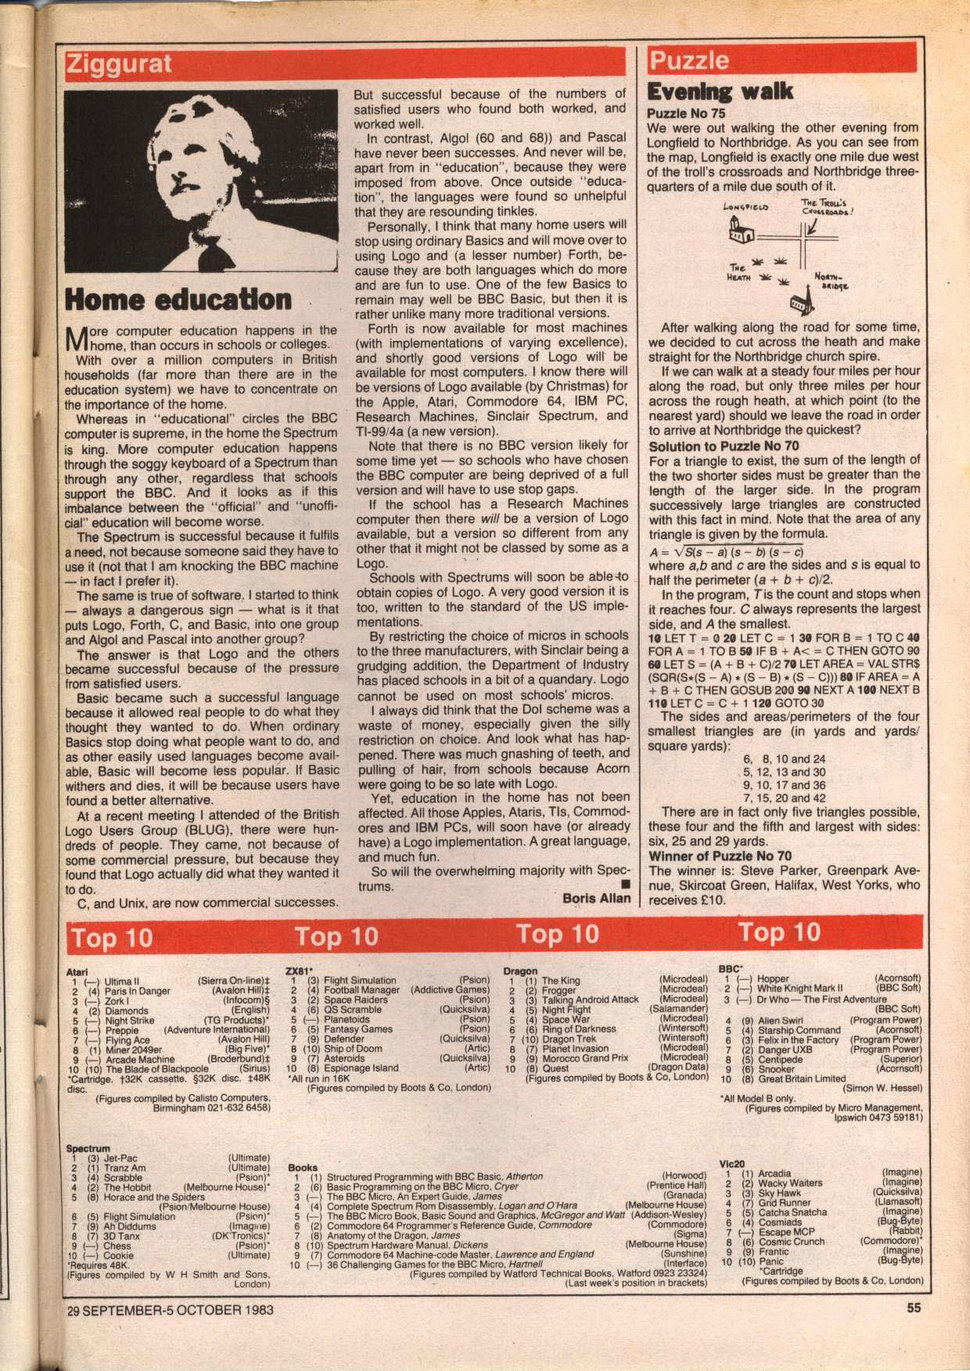 Ziggurat
Home education
More computer education happens in the
home, than occurs in schools or colleges.
With over a million computers in British
households (far more than there are in the
education system) we have to concentrate on
the importance of the home.
Whereas in "educational" circles the BBC
computer is supreme, in the home the Spectrum
is king. More computer education happens
through the soggy keyboard of a Spectrum than
through any other, regardless that schools
support the BBC. And it looks as if this
imbalance between the "official" and "unoffi-
cial" education will become worse.
The Spectrum is successful because it fulfils
a need, not because someone said they have to
use it (not that I am knocking the BBC machine
— in fact I prefer it).
The same is true of software. I started to think
— always a dangerous sign — what is it that
puts Logo, Forth, C, and Basic, into one group
and Algol and Pascal into another group?
The answer is that Logo and the others
became successful because of the pressure
from satisfied users.
Basic became such a successful language
because it allowed real people to do what they
thought they wanted to do. When ordinary
Basics stop doing what people want to do, and
as other easily used languages become avail-
able, Basic will become less popular. If Basic
withers and dies, it will be because users have
found a better alternative.
At a recent meeting I attended of the British
Logo Users Group (BLUG), there were hun-
dreds of people. They came, not because of
some commercial pressure, but because they
found that Logo actually did what they wanted it
to do.
C, and Unix, are now commercial successes.
But successful because of the numbers of
satisfied users who found both worked, and
worked well.
In contrast, Algol (60 and 68)) and Pascal
have never been successes. And never will be,
apart from in "education", because they were
imposed from above. Once outside "educa-
tion", the languages were found so unhelpful
that they are resounding tinkles.
Personally, I think that many home users will
stop using ordinary Basics and will move over to
using Logo and (a lesser number) Forth, be-
cause they are both languages which do more
and are fun to use. One of the few Basics to
remain may well be BBC Basic, but then it is
rather unlike many more traditional versions.
Forth is now available for most machines
(with implementations of varying excellence),
and shortly good versions of Logo will be
available for most computers. I know there will
be versions of Logo available (by Christmas) for
the Apple, Atari, Commodore 64, IBM PC,
Research Machines, Sinclair Spectrum, and
TI-99/4a (a new version).
Note that there is no BBC version likely for
some time yet — so schools who have chosen
the BBC computer are being deprived of a full
version and will have to use stop gaps.
If the school has a Research Machines
computer then there will be a version of Logo
available, but a version so different from any
other that it might not be classed by some as a
Logo.
Schools with Spectrums will soon be able to
obtain copies of Logo. A very good version it is
too, written to the standard of the US imple-
mentations.
By restricting the choice of micros in schools
to the three manufacturers, with Sinclair being a
grudging addition, the Department of Industry
has placed schools in a bit of a quandary. Logo
cannot be used on most schools' micros.
I always did think that the DoI scheme was a
waste of money, especially given the silly
restriction on choice. And look what has hap-
pened. There was much gnashing of teeth, and
pulling of hair, from schools because Acorn
were going to be so late with Logo.
Yet, education in the home has not been
affected. All those Apples, Ataris, TIs, Commod-
ores and IBM PCs, will soon have (or already
have) a Logo implementation. A great language,
and much fun.
So will the overwhelming majority with Spec-
trums.
Boris Allan
Puzzle
Evening walk
Puzzle No 75
We were out walking the other evening from
Longfield to Northbridge. As you can see from
the map, Longfield is exactly one mile due west
of the troll's crossroads and Northbridge three-
quarters of a mile due south of it.
LONGFIELD
THE TROLL'S
CROSSROADS!
THE
HEATH
NORTH-
BRIDGE
After walking along the road for some time,
we decided to cut across the heath and make
straight for the Northbridge church spire.
If we can walk at a steady four miles per hour
along the road, but only three miles per hour
across the rough heath, at which point (to the
nearest yard) should we leave the road in order
to arrive at Northbridge the quickest?
Solution to Puzzle No 70
For a triangle to exist, the sum of the length of
the two shorter sides must be greater than the
length of the larger side. In the program
successively large triangles are constructed
with this fact in mind. Note that the area of any
triangle is given by the formula.
A = √S(s − a) (s − b) (s − c)
where a,b and c are the sides and s is equal to
half the perimeter (a + b + c)/2.
In the program, T is the count and stops when
it reaches four. C always represents the largest
side, and A the smallest.
10 LET T = 0 20 LET C = 1 30 FOR B = 1 TO C 40
FOR A = 1 TO B 50 IF B + A< = C THEN GOTO 90
60 LET S = (A + B + C)/2 70 LET AREA = VAL STR$
(SQR(S*(S − A) * (S − B) * (S − C))) 80 IF AREA = A
+ B + C THEN GOSUB 200 90 NEXT A 100 NEXT B
110 LET C = C + 1 120 GOTO 30
The sides and areas/perimeters of the four
smallest triangles are (in yards and yards/
square yards):
6, 8, 10 and 24
5, 12, 13 and 30
9, 10, 17 and 36
7, 15, 20 and 42
There are in fact only five triangles possible,
these four and the fifth and largest with sides:
six, 25 and 29 yards.
Winner of Puzzle No 70
The winner is: Steve Parker, Greenpark Ave-
nue, Skircoat Green, Halifax, West Yorks, who
receives £10.
Top 10 Top 10 Top 10 Top 10
Atari
1 (—) Ultima II (Sierra On-line)‡
2 (4) Paris In Danger (Avalon Hill)‡
3 (—) Zork I (Infocom)§
4 (2) Diamonds (English)
5 (—) Night Strike (TG Products)*
6 (—) Preppie (Adventure International)
7 (—) Flying Ace (Avalon Hill)
8 (1) Miner 2049er (Big Five)*
9 (—) Arcade Machine (Broderbund)‡
10 (10) The Blade of Blackpoole (Sirius)
*Cartridge. †32K cassette. §32K disc. ‡48K
disc.
(Figures compiled by Calisto Computers,
Birmingham 021-632 6458)
ZX81*
1 (3) Flight Simulation (Psion)
2 (4) Football Manager (Addictive Games)
3 (2) Space Raiders (Psion)
4 (6) QS Scramble (Quicksilva)
5 (—) Planetoids (Psion)
6 (5) Fantasy Games (Psion)
7 (9) Defender (Quicksilva)
8 (10) Ship of Doom (Artic)
9 (7) Asteroids (Quicksilva)
10 (8) Espionage Island (Artic)
*All run in 16K
(Figures compiled by Boots & Co, London)
Dragon
1 (1) The King (Microdeal)
2 (2) Frogger (Microdeal)
3 (3) Talking Android Attack (Microdeal)
4 (5) Night Flight (Salamander)
5 (4) Space War (Microdeal)
6 (6) Ring of Darkness (Wintersoft)
7 (10) Dragon Trek (Wintersoft)
8 (7) Planet Invasion (Microdeal)
9 (9) Morocco Grand Prix (Microdeal)
10 (8) Quest (Dragon Data)
(Figures compiled by Boots & Co, London)
BBC*
1 (—) Hopper (Acornsoft)
2 (—) White Knight Mark II (BBC Soft)
3 (—) Dr Who — The First Adventure
(BBC Soft)
4 (9) Alien Swirl (Program Power)
5 (4) Starship Command (Acornsoft)
6 (3) Felix in the Factory (Program Power)
7 (2) Danger UXB (Program Power)
8 (5) Centipede (Superior)
9 (6) Snooker (Acornsoft)
10 (8) Great Britain Limited
(Simon W. Hessel)
*All Model B only.
(Figures compiled by Micro Management,
Ipswich 0473 59181)
Spectrum
1 (3) Jet-Pac (Ultimate)
2 (1) Tranz Am (Ultimate)
3 (4) Scrabble (Psion)*
4 (2) The Hobbit (Melbourne House)*
5 (8) Horace and the Spiders
(Psion/Melbourne House)
6 (5) Flight Simulation (Psion)*
7 (9) Ah Diddums (Imagine)
8 (7) 3D Tanx (DK'Tronics)*
9 (—) Chess (Psion)*
10 (—) Cookie (Ultimate)
*Requires 48K.
(Figures compiled by W H Smith and Sons,
London)
Books
1 (1) Structured Programming with BBC Basic, Atherton (Horwood)
2 (6) Basic Programming on the BBC Micro, Cryer (Prentice Hall)
3 (—) The BBC Micro, An Expert Guide, James (Granada)
4 (4) Complete Spectrum Rom Disassembly, Logan and O'Hara (Melbourne House)
5 (—) The BBC Micro Book, Basic Sound and Graphics, McGregor and Watt (Addison-Wesley)
6 (2) Commodore 64 Programmer's Reference Guide, Commodore (Commodore)
7 (8) Anatomy of the Dragon, James (Sigma)
8 (10) Spectrum Hardware Manual, Dickens (Melbourne House)
9 (7) Commodore 64 Machine-code Master, Lawrence and England (Sunshine)
10 (—) 36 Challenging Games for the BBC Micro, Hartnell (Interface)
(Figures compiled by Watford Technical Books, Watford 0923 23324)
(Last week's position in brackets)
Vic20
1 (1) Arcadia (Imagine)
2 (2) Wacky Waiters (Imagine)
3 (3) Sky Hawk (Quicksilva)
4 (7) Grid Runner (Llamasoft)
5 (5) Catcha Snatcha (Imagine)
6 (4) Cosmiads (Bug-Byte)
7 (—) Escape MCP (Rabbit)
8 (6) Cosmic Crunch (Commodore)*
9 (9) Frantic (Imagine)
10 (10) Panic (Bug-Byte)
*Cartridge
(Figures compiled by Boots & Co, London)
29 SEPTEMBER-5 OCTOBER 1983
55